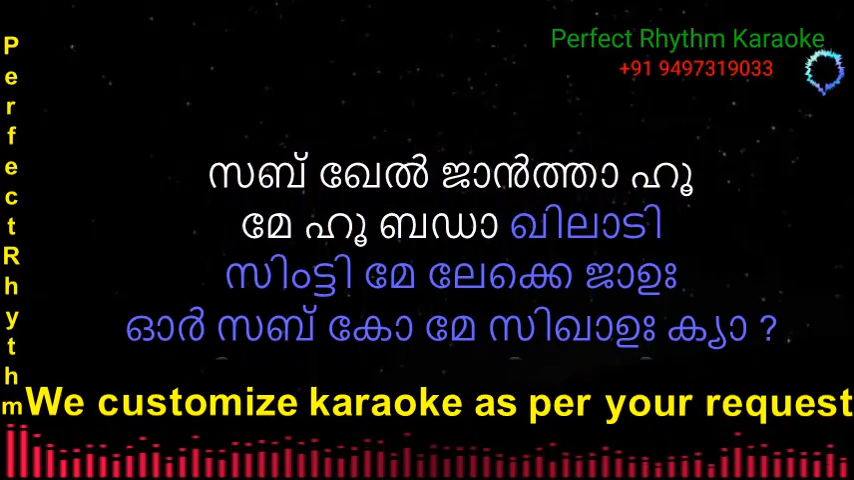 Perfect Rhythm Karaoke
+91 9497319033
PerfectRhythm
സബ് ഖേൽ ജാൻത്താ ഹൂ
മേ ഹൂ ബഡാ ഖിലാടി
സിംട്ടി മേ ലേക്കെ ജാഉഃ
ഓർ സബ് കോ മേ സിഖാഉഃ ക്യാ ?
We customize karaoke as per your request